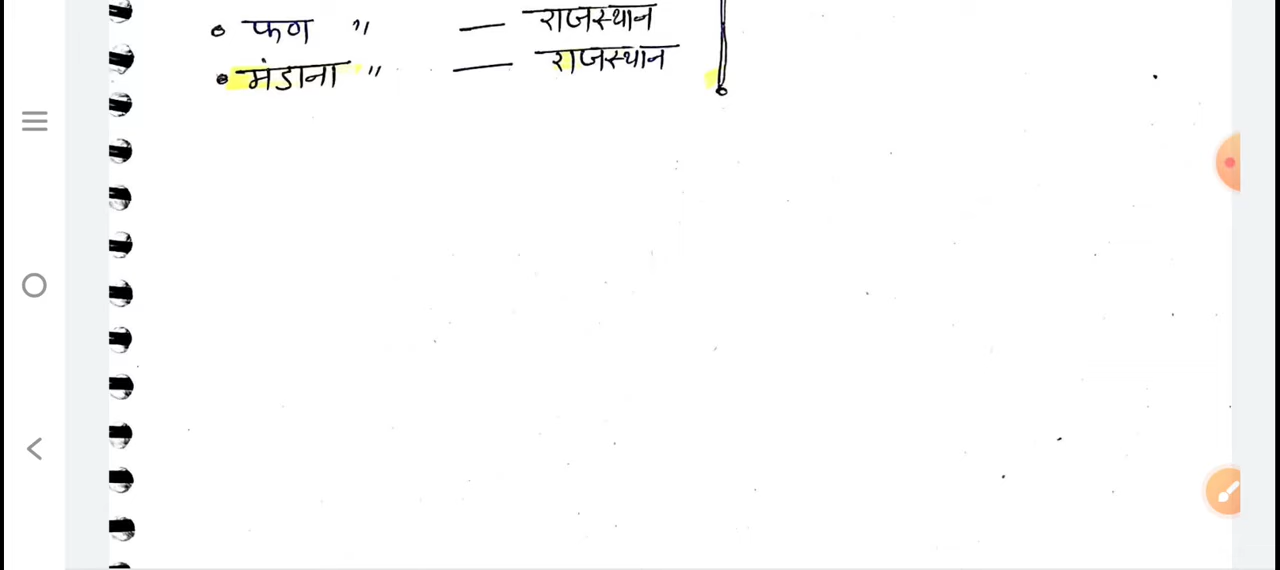 • फण " — राजस्थान
• मंडाना " — राजस्थान